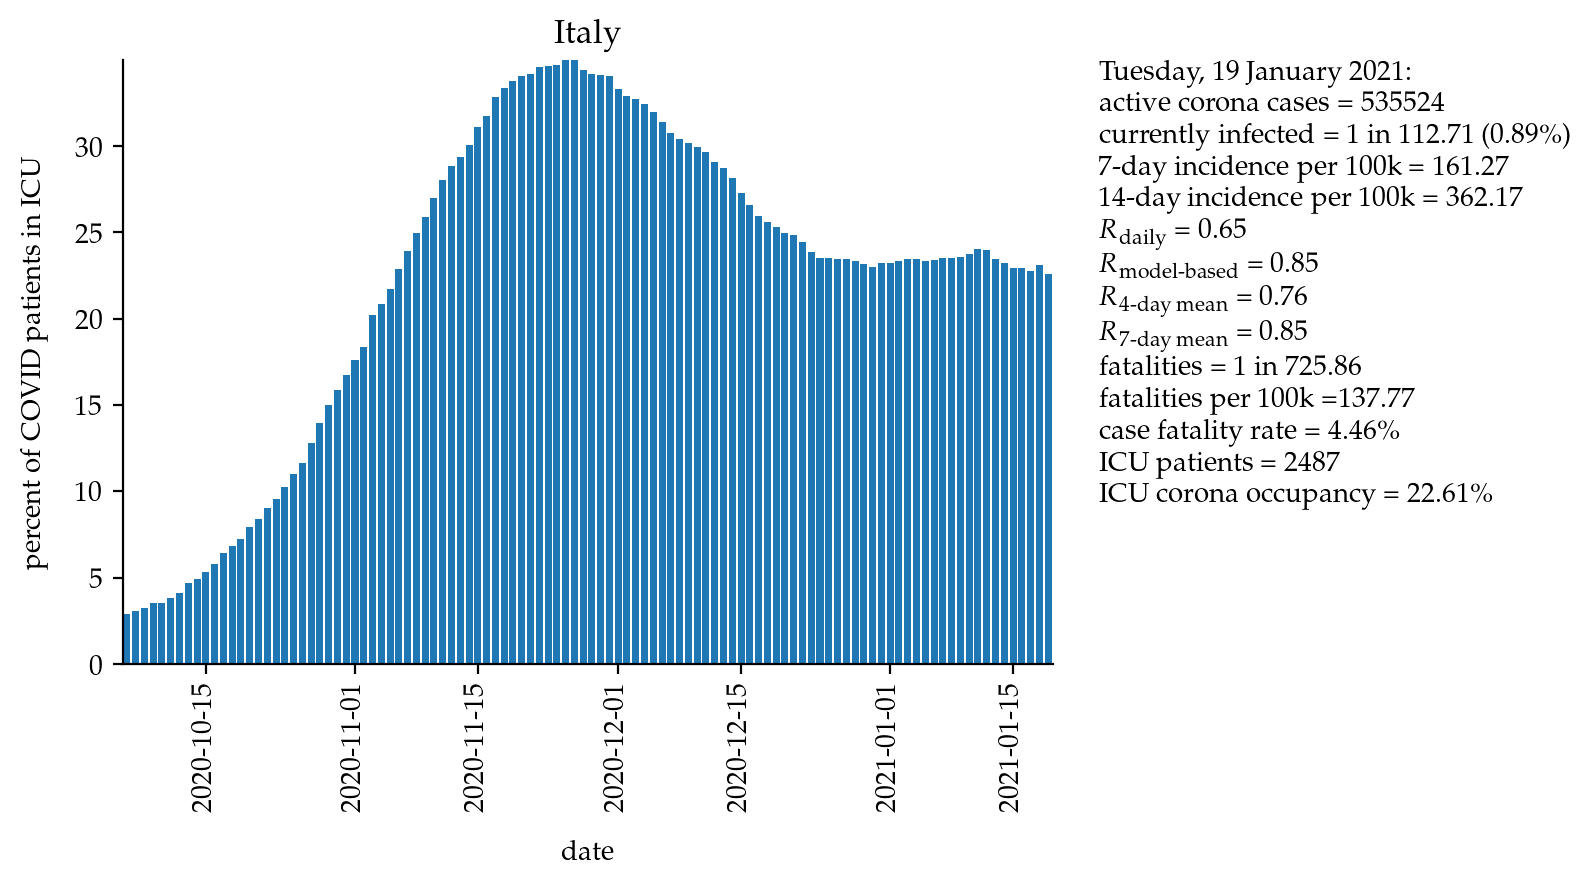 Italy
percent of COVID patients in ICU
30
25
20
15
10
5
0
2020-10-15
2020-11-01
2020-11-15
2020-12-01
2020-12-15
2021-01-01
2021-01-15
date
Tuesday, 19 January 2021:
active corona cases = 535524
currently infected = 1 in 112.71 (0.89%)
7-day incidence per 100k = 161.27
14-day incidence per 100k = 362.17
R daily = 0.65
R model-based = 0.85
R 4-day mean = 0.76
R 7-day mean = 0.85
fatalities = 1 in 725.86
fatalities per 100k =137.77
case fatality rate = 4.46%
ICU patients = 2487
ICU corona occupancy = 22.61%